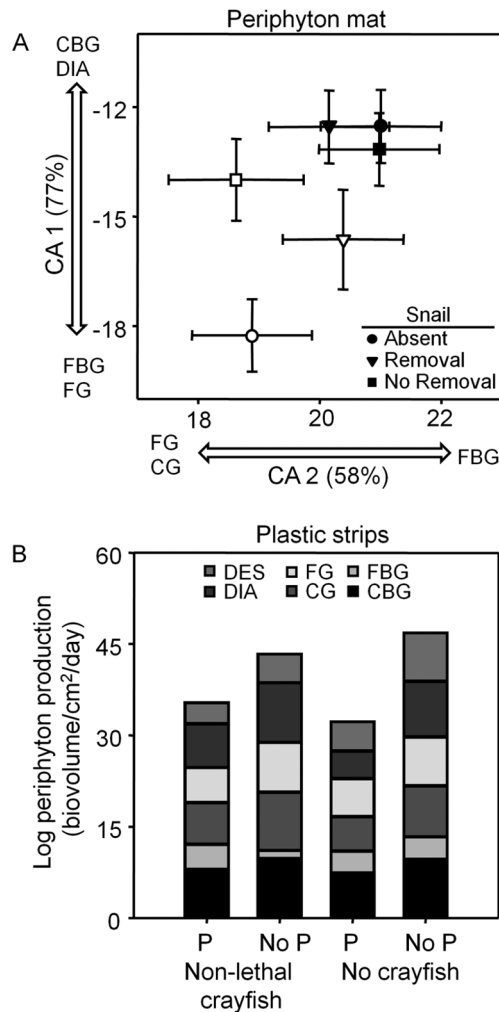 A
Periphyton mat
CBG
DIA
CA 1 (77%)
FBG
FG
-12
-15
-18
Snail
Absent
Removal
No Removal
18 20 22
FG
CG
CA 2 (58%)
FBG
B
Plastic strips
60
45
30
15
0
Log periphyton production
(biovolume/cm²/day)
DES FG FBG
DIA CG CBG
P No P P No P
Non-lethal No crayfish
crayfish